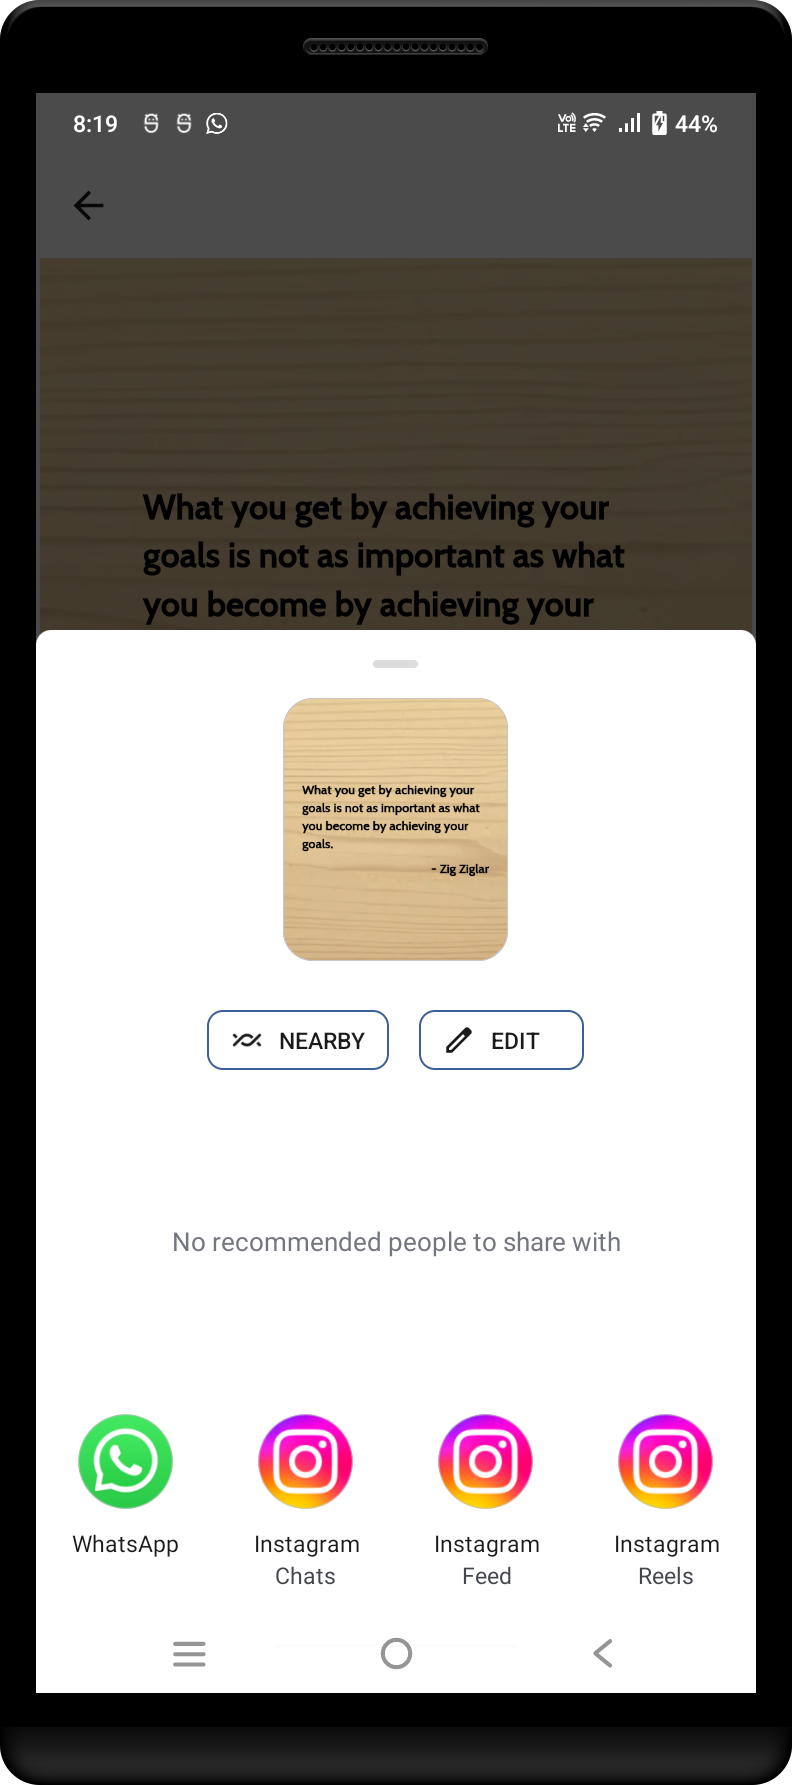 8:19
Vo)) LTE 44%
What you get by achieving your
goals is not as important as what
you become by achieving your
What you get by achieving your
goals is not as important as what
you become by achieving your
goals.
- Zig Ziglar
NEARBY
EDIT
No recommended people to share with
WhatsApp
Instagram
Chats
Instagram
Feed
Instagram
Reels